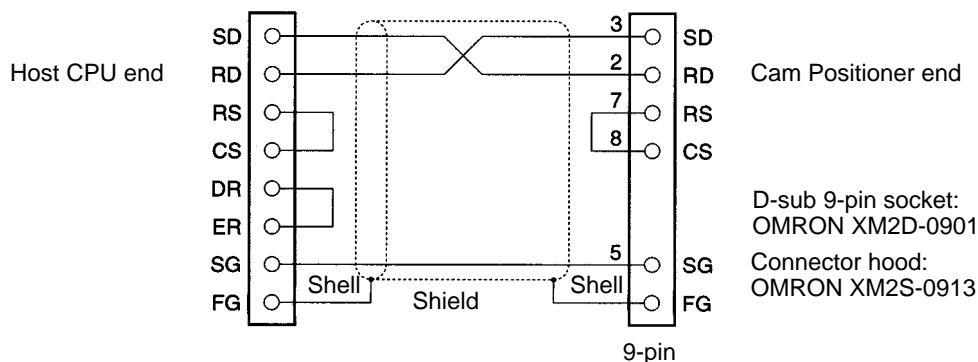 SD 3 SD
Host CPU end RD 2 RD Cam Positioner end
RS 7 RS
CS 8 CS
DR
ER
D-sub 9-pin socket:
OMRON XM2D-0901
SG 5 SG
Connector hood:
OMRON XM2S-0913
FG Shell Shield Shell FG
9-pin